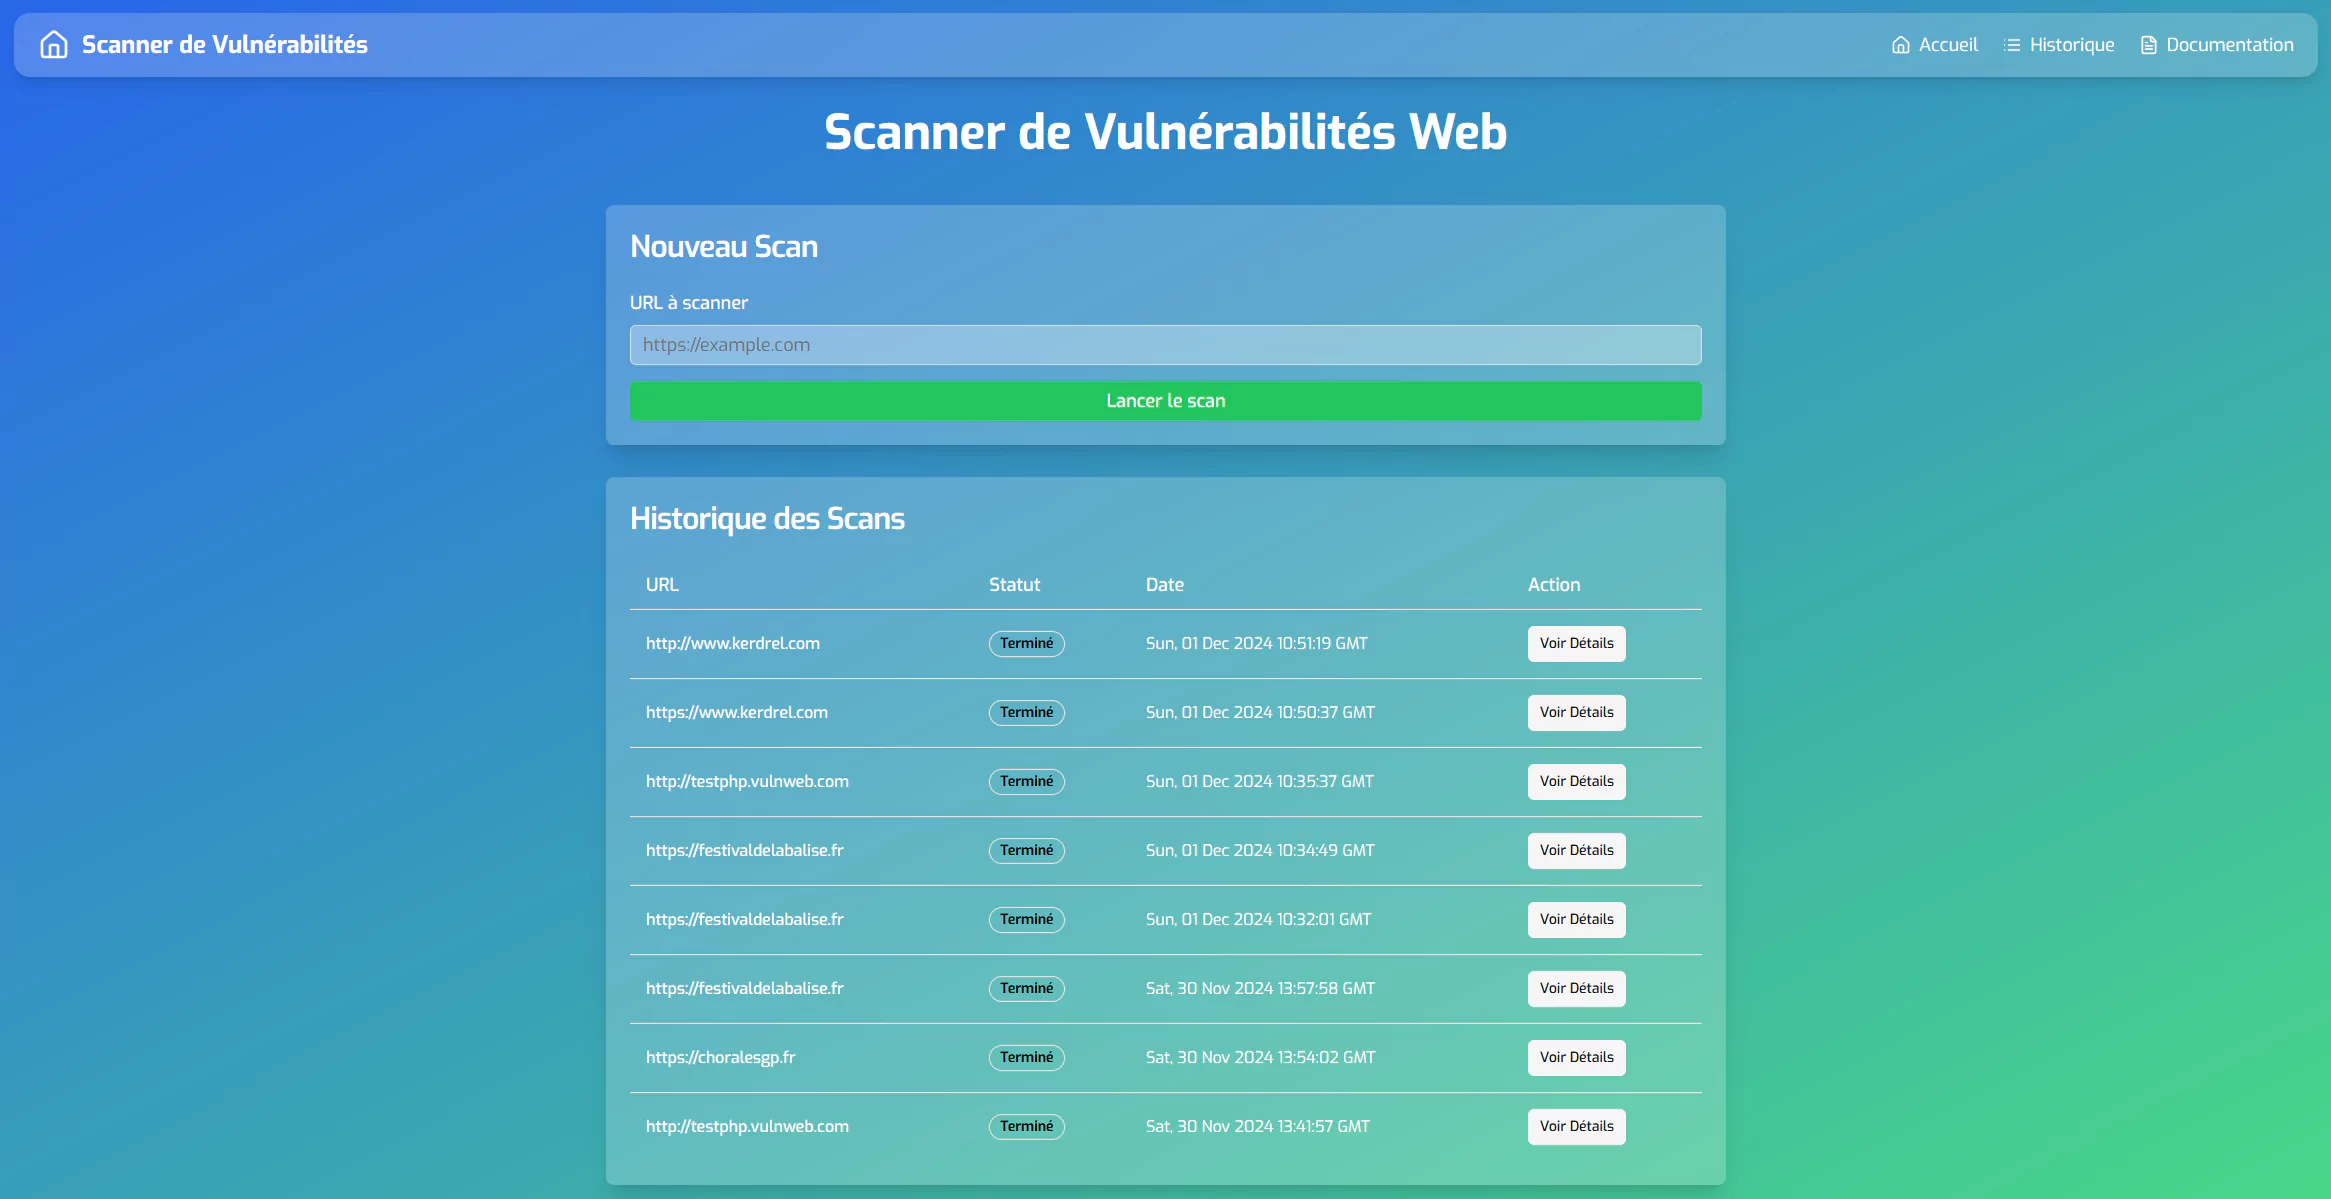 Scanner de Vulnérabilités
Accueil Historique Documentation
Scanner de Vulnérabilités Web
Nouveau Scan
URL à scanner
https://example.com
Lancer le scan
Historique des Scans
URL Statut Date Action
http://www.kerdrel.com Terminé Sun, 01 Dec 2024 10:51:19 GMT Voir Détails
https://www.kerdrel.com Terminé Sun, 01 Dec 2024 10:50:37 GMT Voir Détails
http://testphp.vulnweb.com Terminé Sun, 01 Dec 2024 10:35:37 GMT Voir Détails
https://festivaldelabalise.fr Terminé Sun, 01 Dec 2024 10:34:49 GMT Voir Détails
https://festivaldelabalise.fr Terminé Sun, 01 Dec 2024 10:32:01 GMT Voir Détails
https://festivaldelabalise.fr Terminé Sat, 30 Nov 2024 13:57:58 GMT Voir Détails
https://choralesgp.fr Terminé Sat, 30 Nov 2024 13:54:02 GMT Voir Détails
http://testphp.vulnweb.com Terminé Sat, 30 Nov 2024 13:41:57 GMT Voir Détails